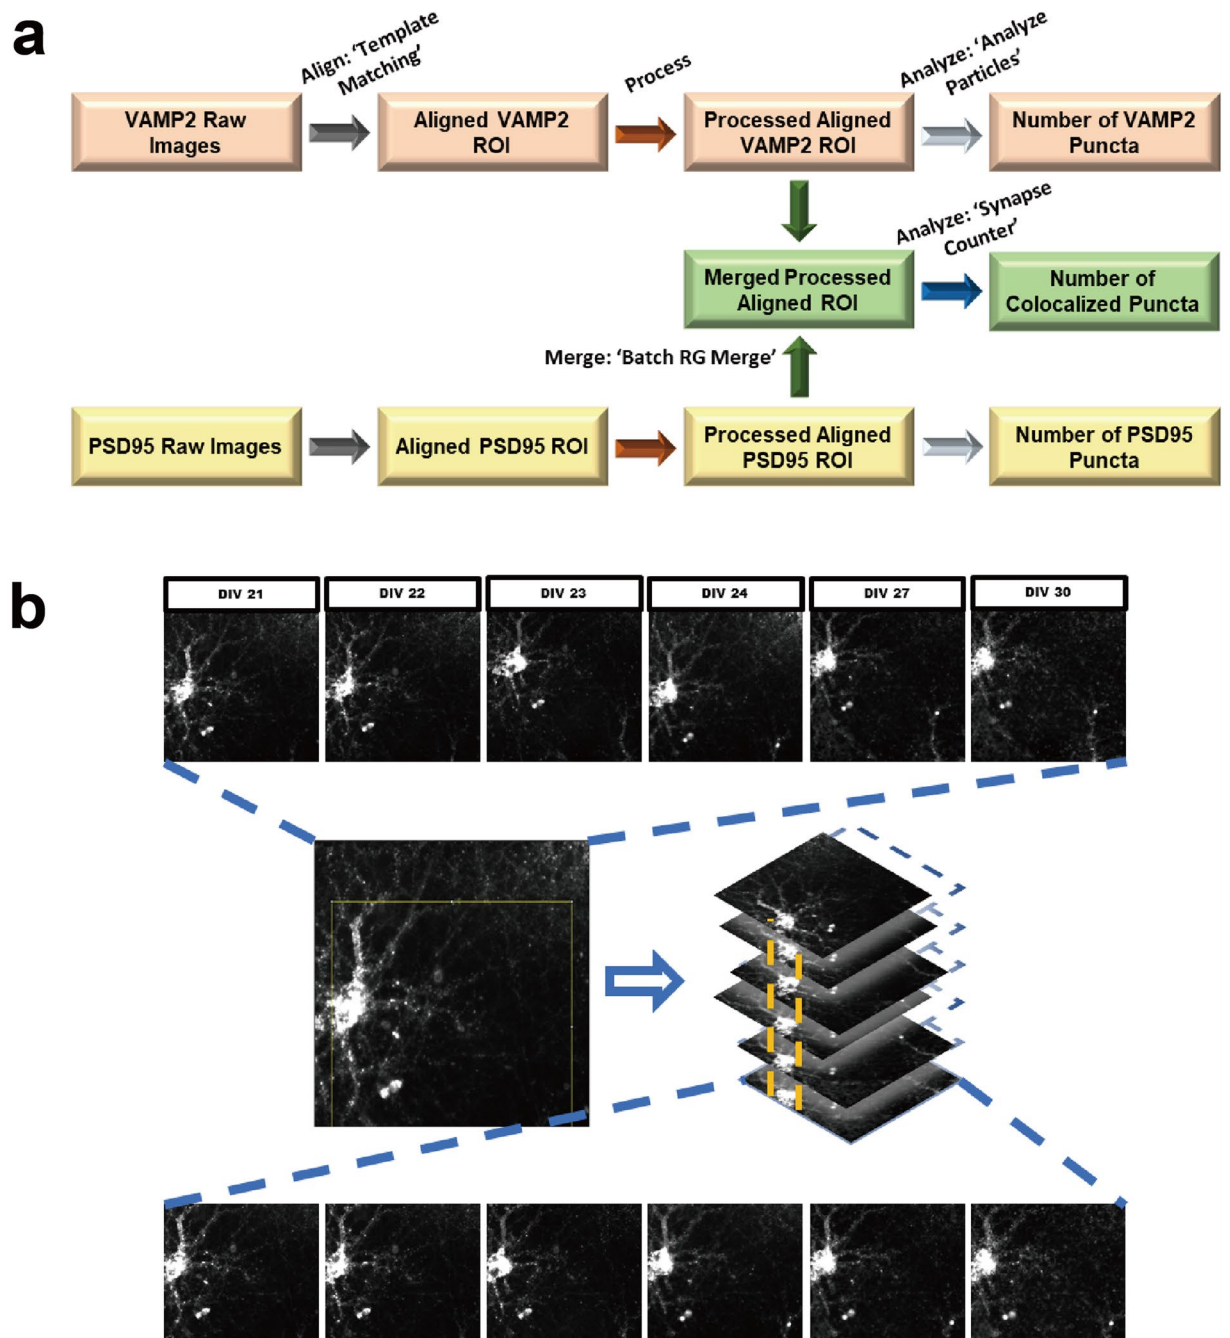 a
Align: ‘Template
Matching’
Process
Analyze: ‘Analyze
Particles’
VAMP2 Raw
Images
Aligned VAMP2
ROI
Processed Aligned
VAMP2 ROI
Number of VAMP2
Puncta
Analyze: ‘Synapse
Counter’
Merged Processed
Aligned ROI
Number of
Colocalized Puncta
Merge: ‘Batch RG Merge’
PSD95 Raw Images
Aligned PSD95 ROI
Processed Aligned
PSD95 ROI
Number of PSD95
Puncta
b
DIV 21
DIV 22
DIV 23
DIV 24
DIV 27
DIV 30